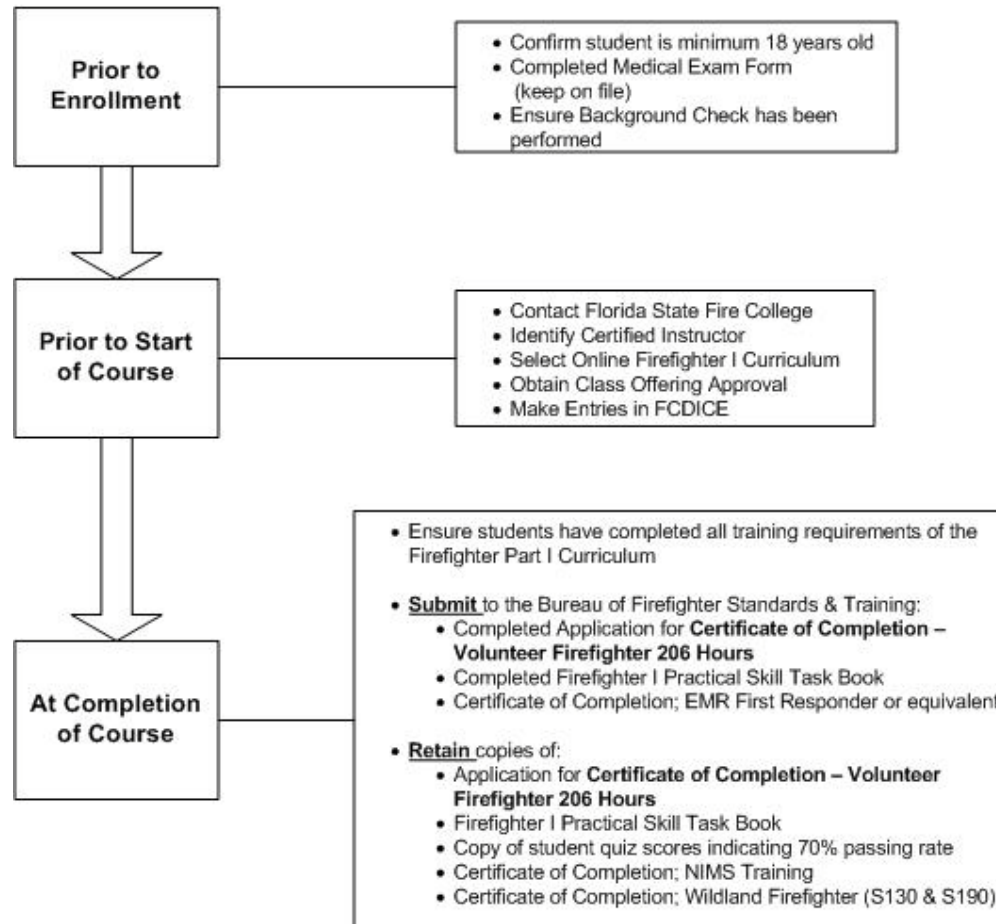 Prior to
Enrollment
• Confirm student is minimum 18 years old
• Completed Medical Exam Form
(keep on file)
• Ensure Background Check has been
performed
Prior to Start
of Course
• Contact Florida State Fire College
• Identify Certified Instructor
• Select Online Firefighter I Curriculum
• Obtain Class Offering Approval
• Make Entries in FCDICE
At Completion
of Course
• Ensure students have completed all training requirements of the
Firefighter Part I Curriculum
• Submit to the Bureau of Firefighter Standards & Training:
• Completed Application for Certificate of Completion –
Volunteer Firefighter 206 Hours
• Completed Firefighter I Practical Skill Task Book
• Certificate of Completion; EMR First Responder or equivalent
• Retain copies of:
• Application for Certificate of Completion – Volunteer
Firefighter 206 Hours
• Firefighter I Practical Skill Task Book
• Copy of student quiz scores indicating 70% passing rate
• Certificate of Completion; NIMS Training
• Certificate of Completion; Wildland Firefighter (S130 & S190)